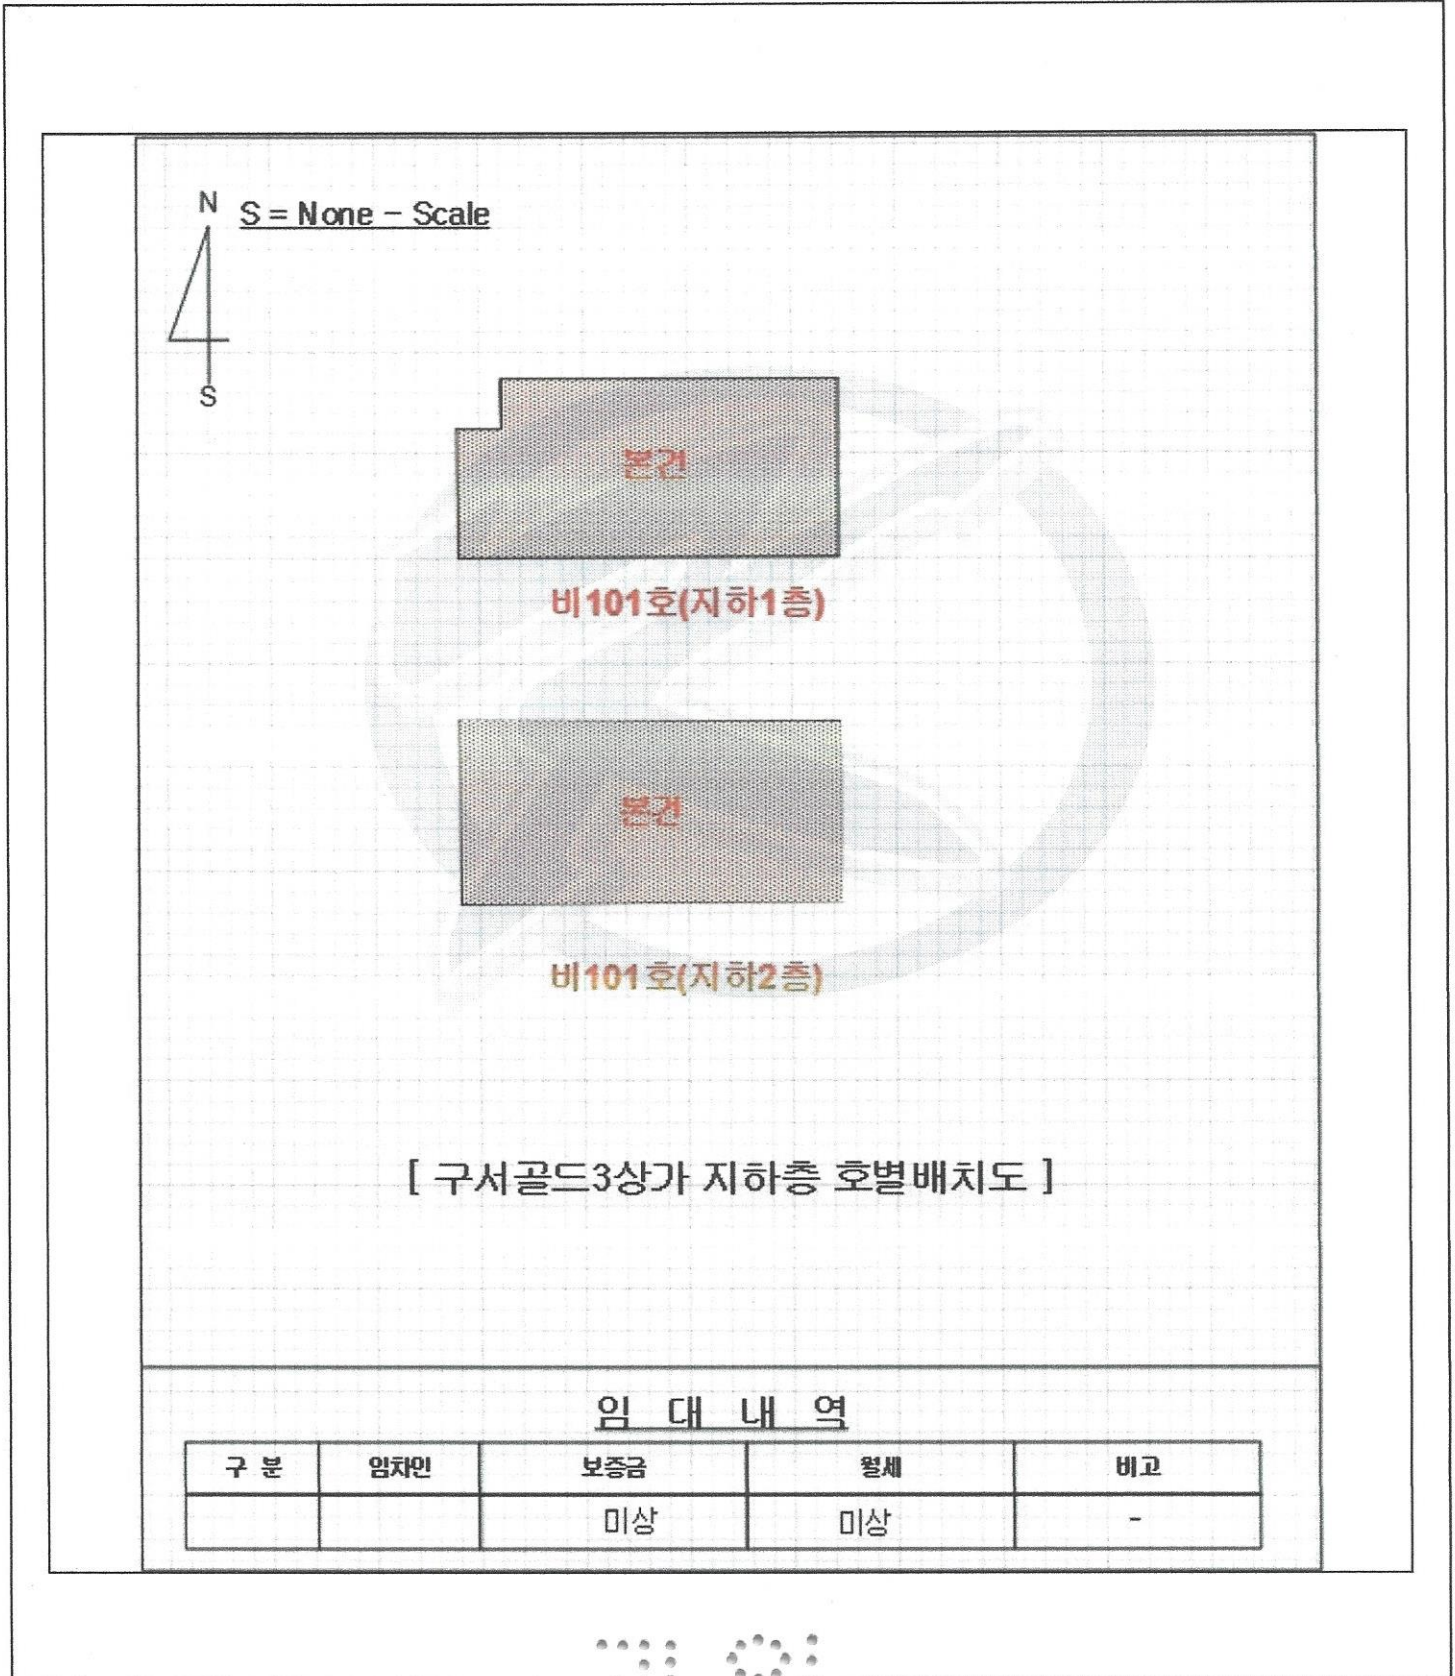 N
S = None - Scale
S
본건
비101호(지하1층)
본건
비101호(지하2층)
[ 구서골드3상가 지하층 호별배치도 ]
임 대 내 역
구 분 임차인 보증금 월세 비고
미상 미상 -